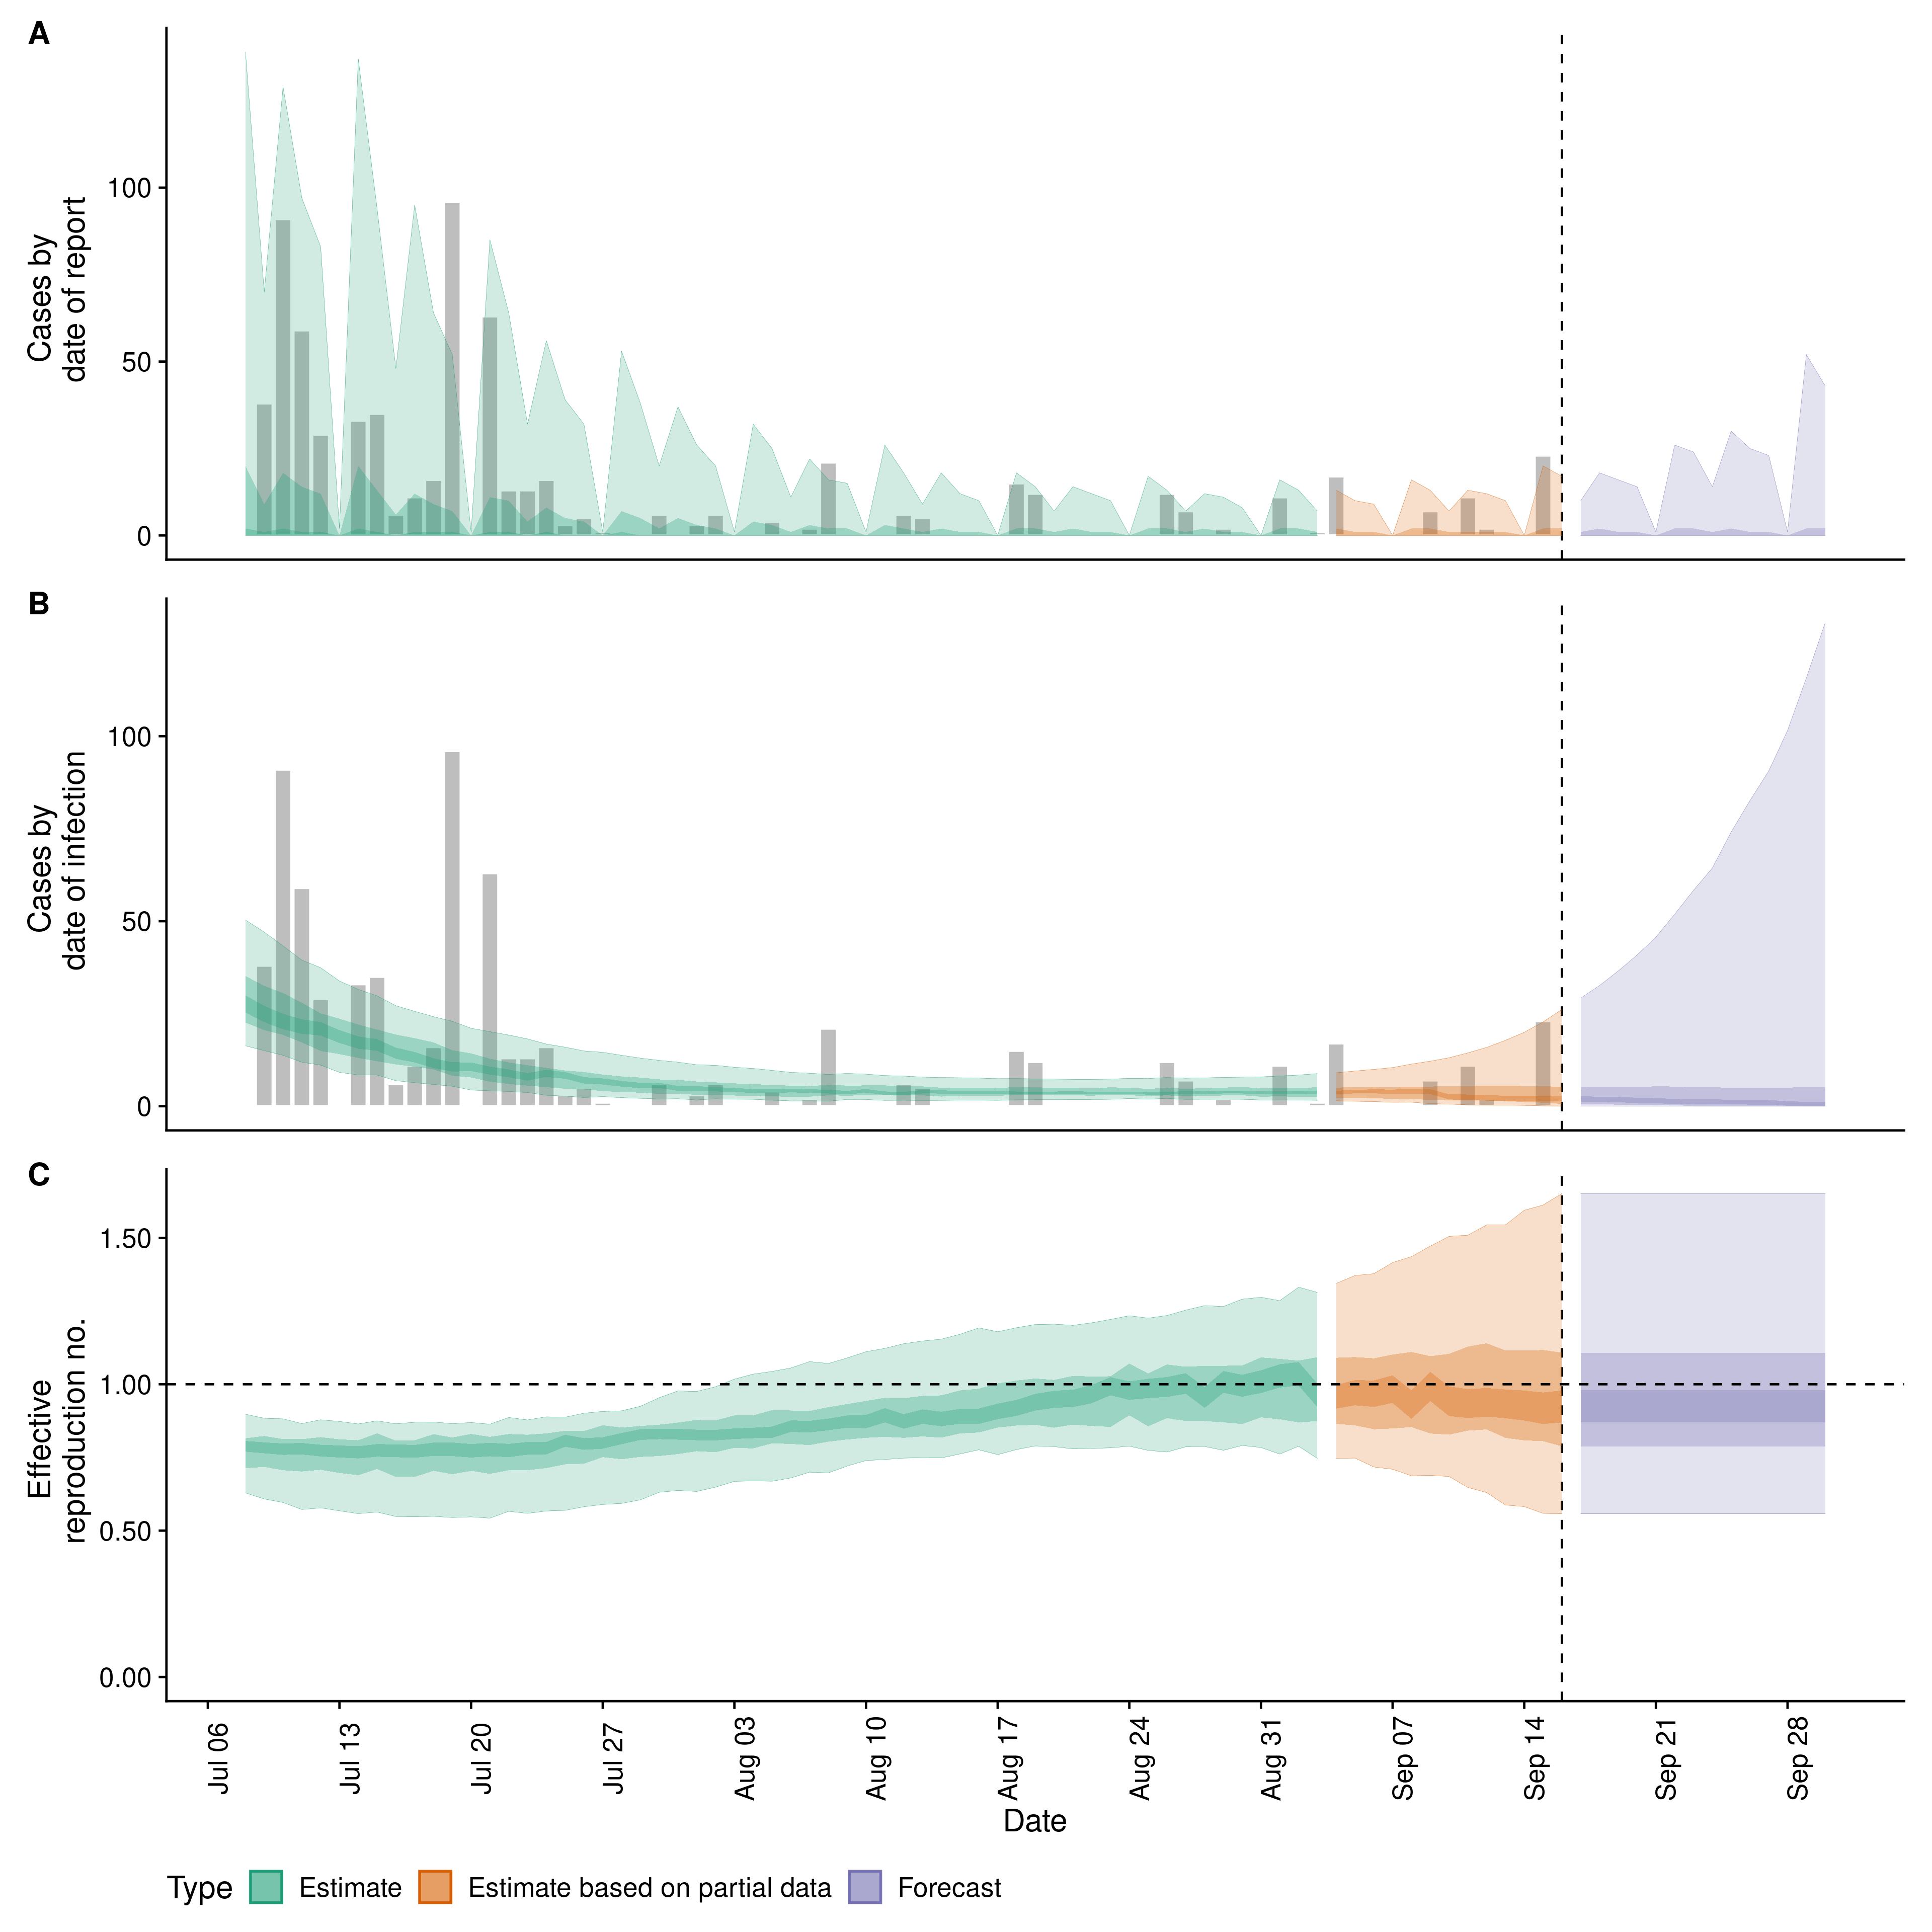 A
Cases by
date of report
100
50
0
B
Cases by
date of infection
100
50
0
C
Effective
reproduction no.
1.50
1.00
0.50
0.00
Jul 06
Jul 13
Jul 20
Jul 27
Aug 03
Aug 10
Aug 17
Aug 24
Aug 31
Sep 07
Sep 14
Sep 21
Sep 28
Date
Type Estimate Estimate based on partial data Forecast